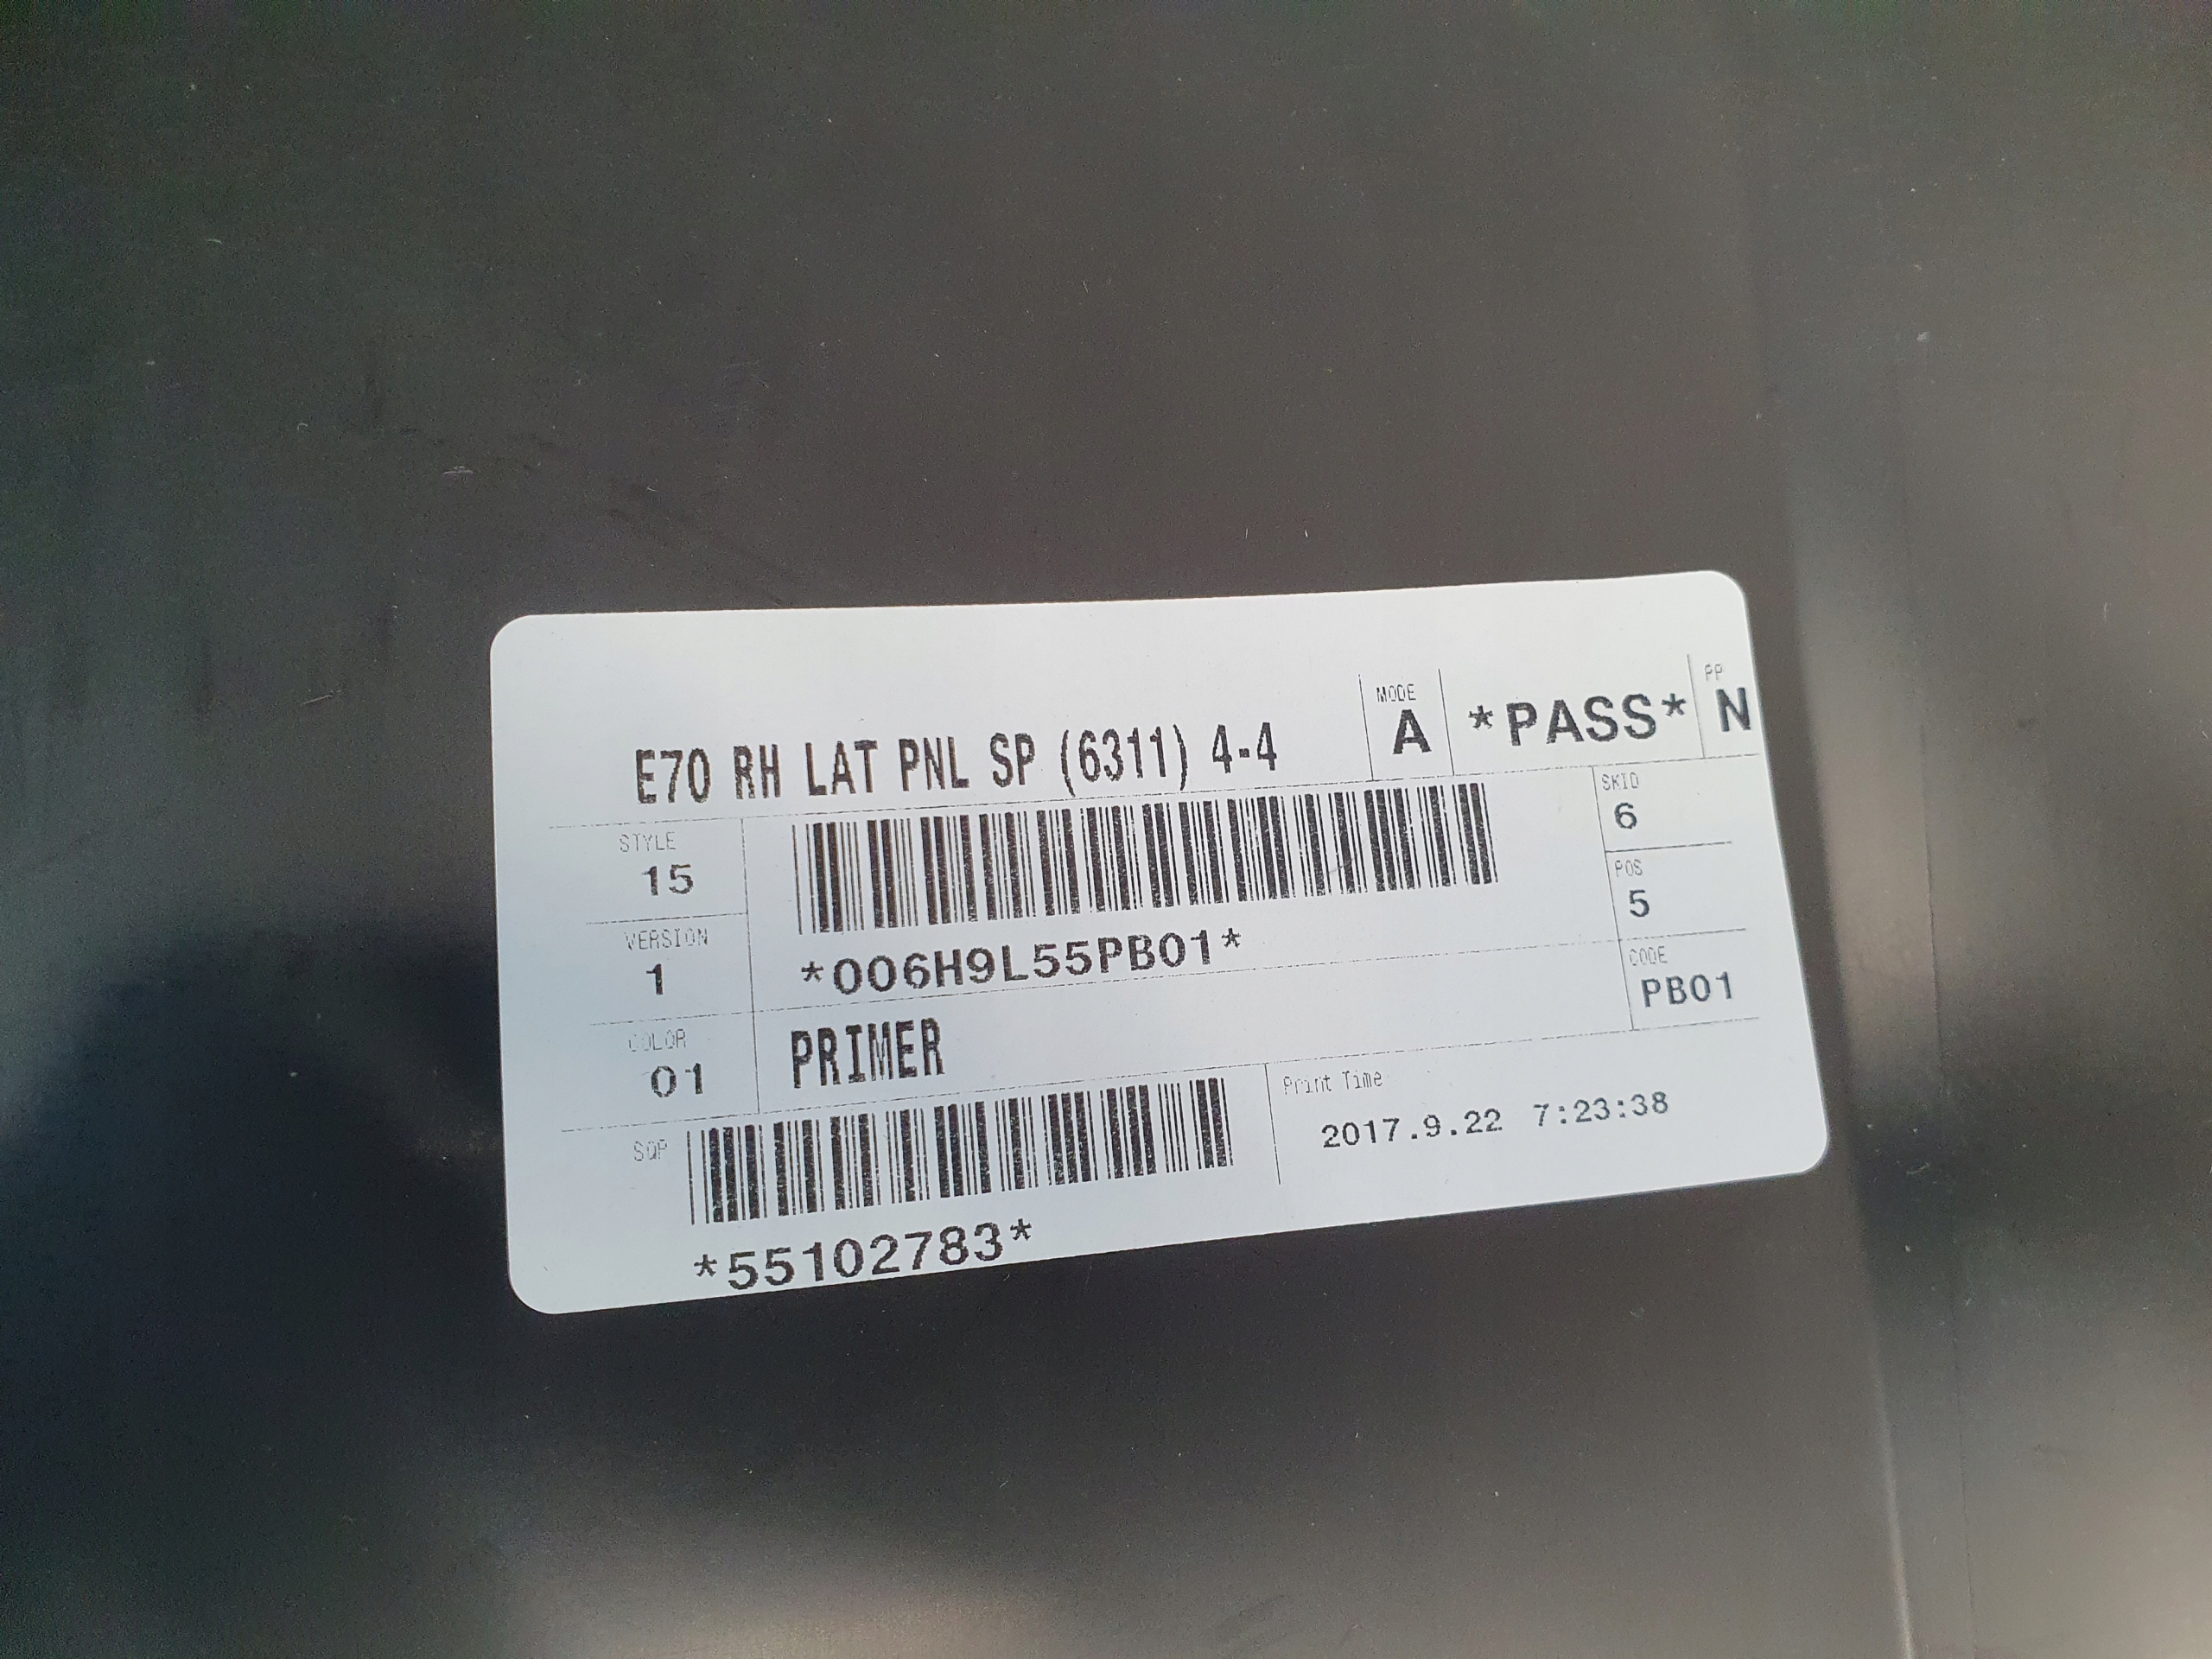 E70 RH LAT PNL SP (6311) 4-4
MODE
A
*PASS*
PP
N
STYLE
15
*006H9L55PB01*
SKID
6
POS
5
VERSION
1
CODE
PB01
COLOR
01
PRIMER
SQP
*55102783*
Print Time
2017.9.22 7:23:38